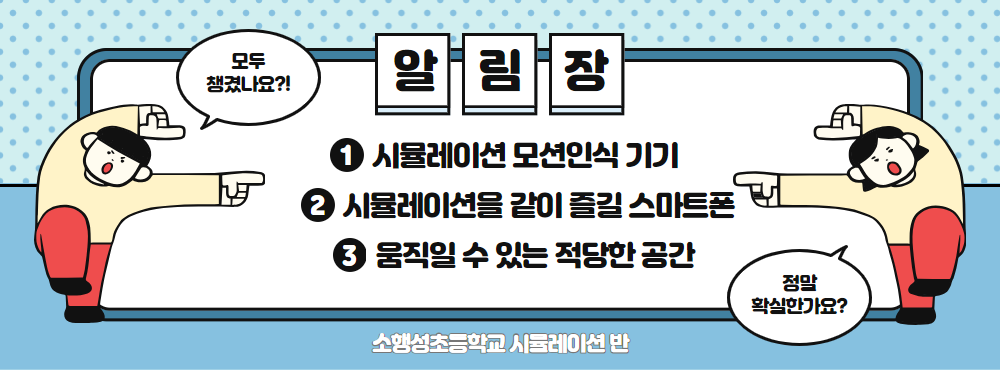 모두
챙겼나요?!
알림장
1 시뮬레이션 모션인식 기기
2 시뮬레이션을 같이 즐길 스마트폰
3 움직일 수 있는 적당한 공간
정말
확실한가요?
소행성초등학교 시뮬레이션 반